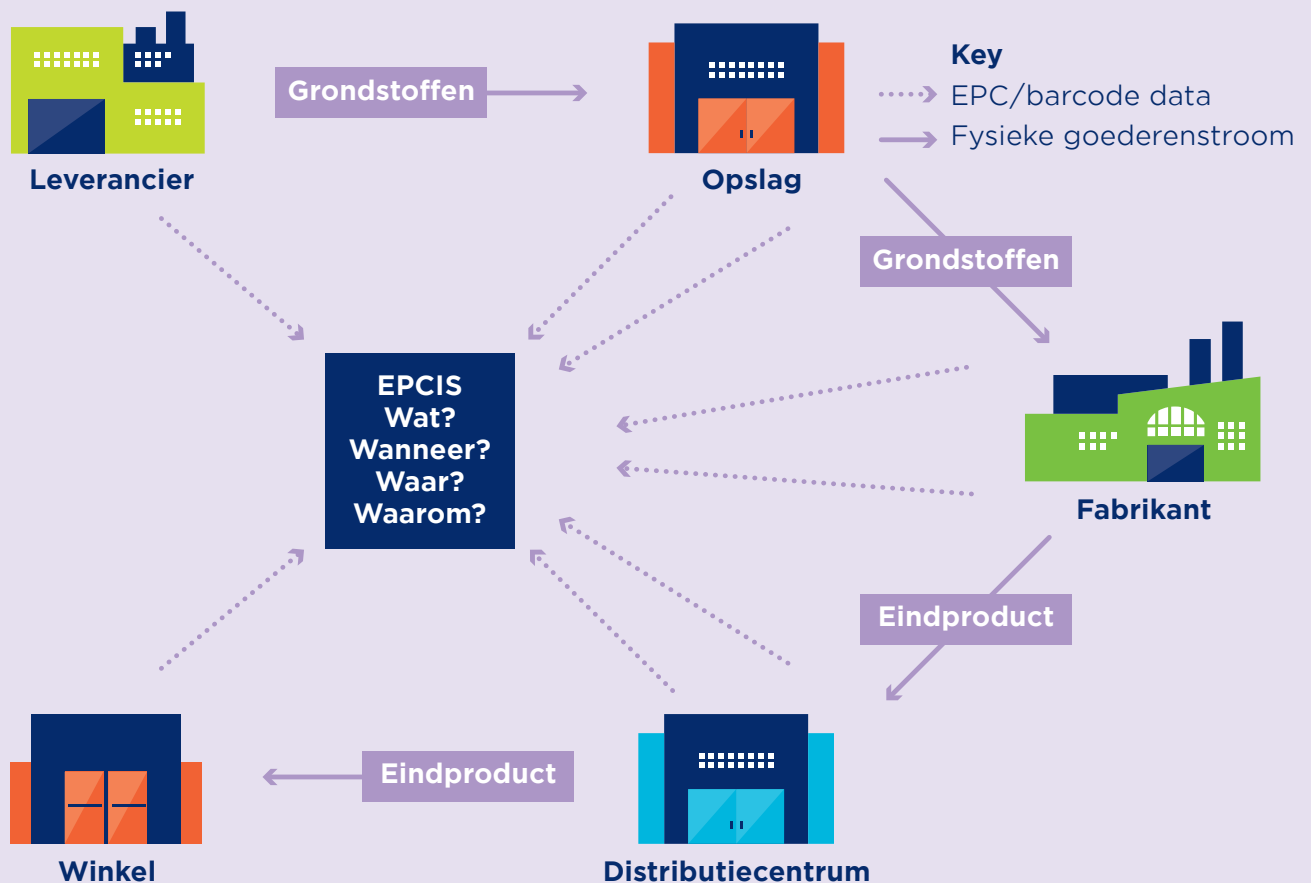 Grondstoffen
Key
EPC/barcode data
Fysieke goederenstroom
Leverancier
Opslag
Grondstoffen
EPCIS
Wat?
Wanneer?
Waar?
Waarom?
Fabrikant
Eindproduct
Eindproduct
Winkel
Distributiecentrum